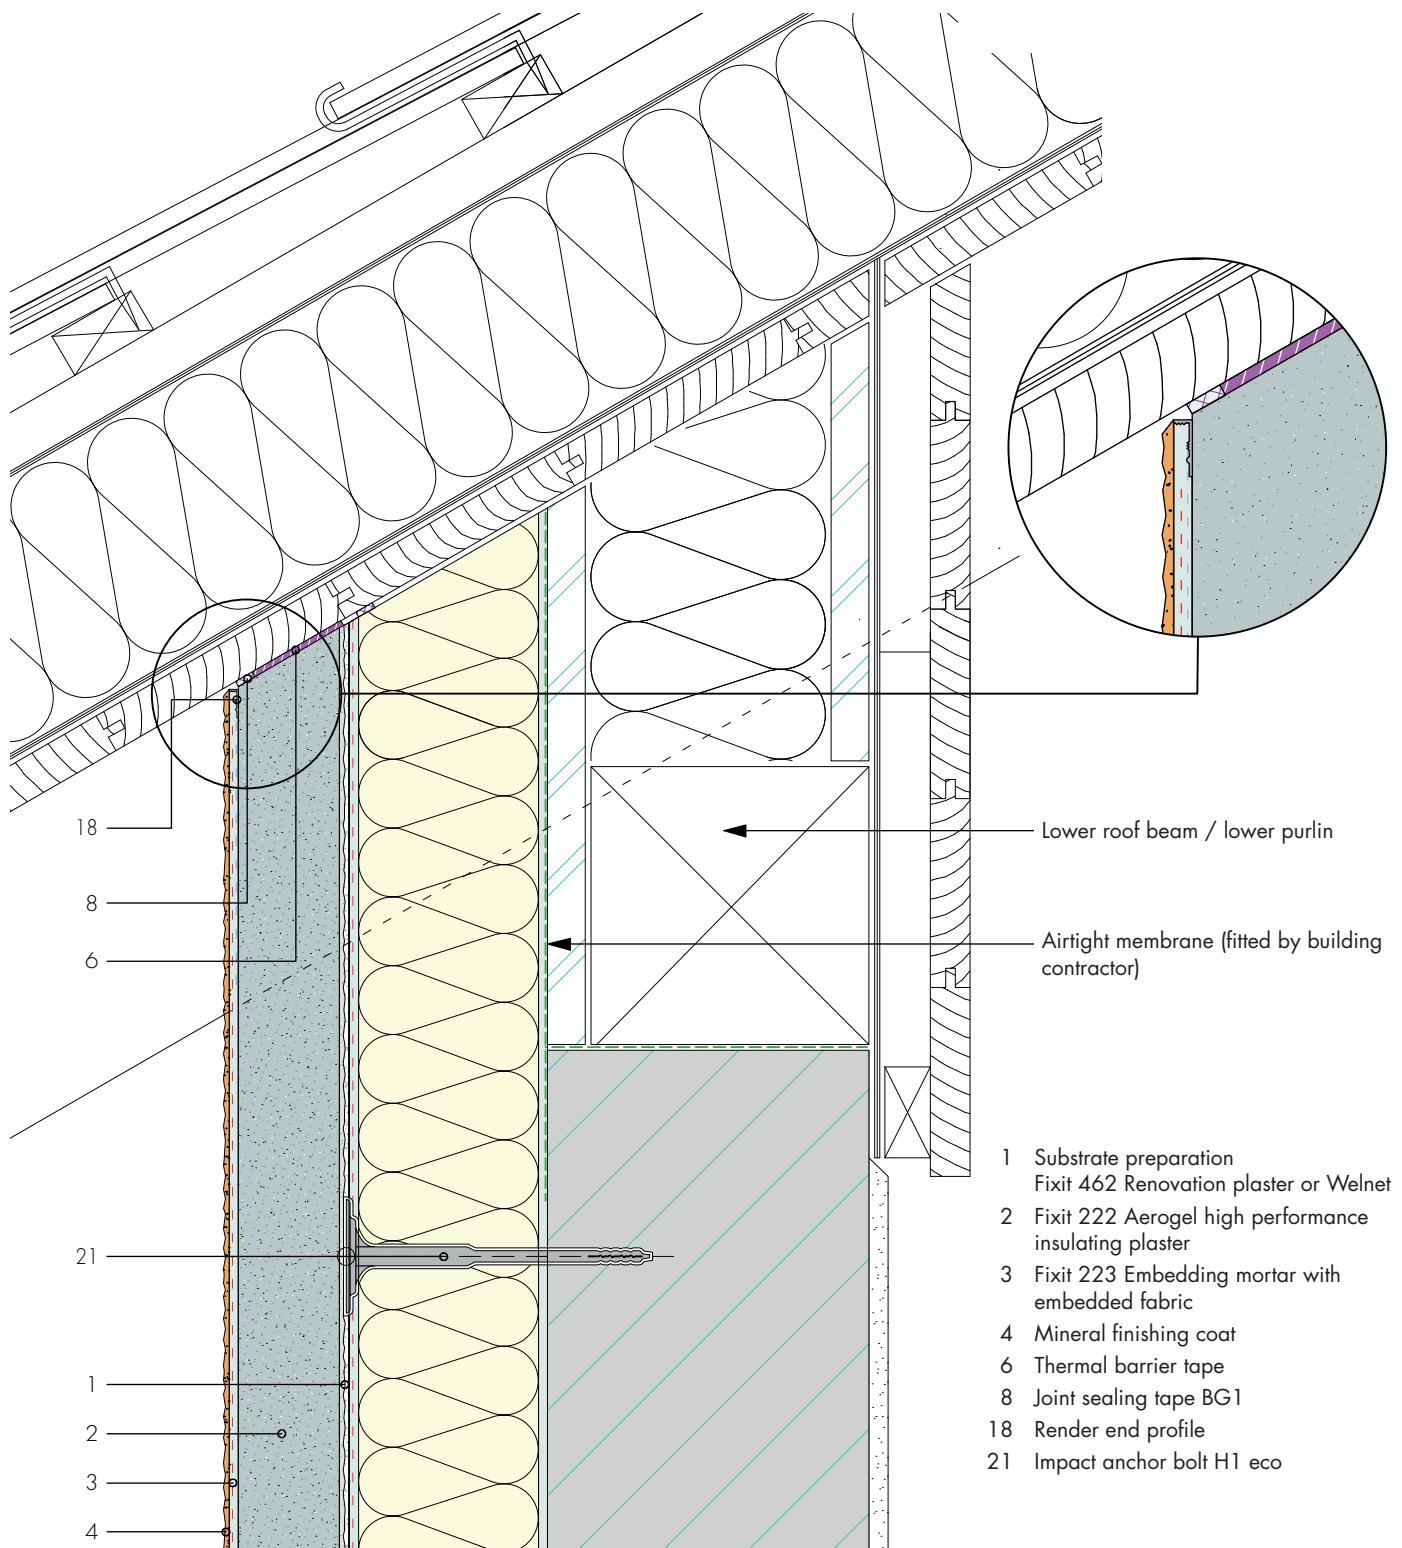 18
8
6
Lower roof beam / lower purlin
Airtight membrane (fitted by building
contractor)
21
1
2
3
4
1 Substrate preparation
Fixit 462 Renovation plaster or Welnet
2 Fixit 222 Aerogel high performance
insulating plaster
3 Fixit 223 Embedding mortar with
embedded fabric
4 Mineral finishing coat
6 Thermal barrier tape
8 Joint sealing tape BG1
18 Render end profile
21 Impact anchor bolt H1 eco